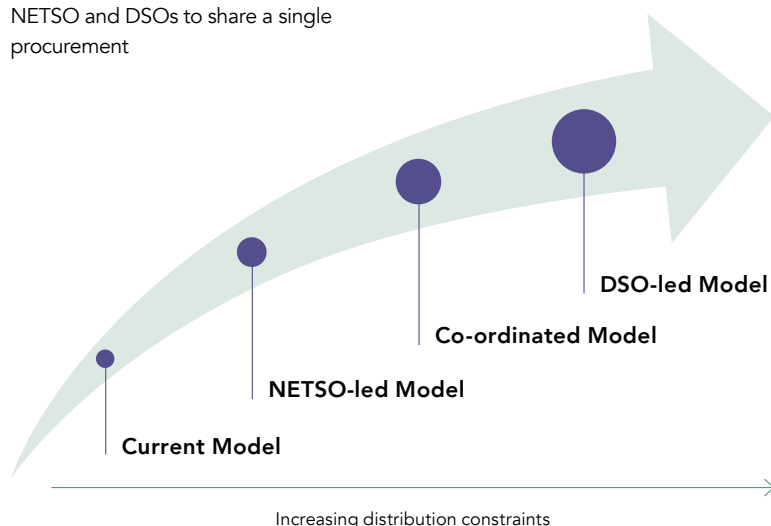 NETSO and DSOs to share a single
procurement
DSO-led Model
Co-ordinated Model
NETSO-led Model
Current Model
Increasing distribution constraints